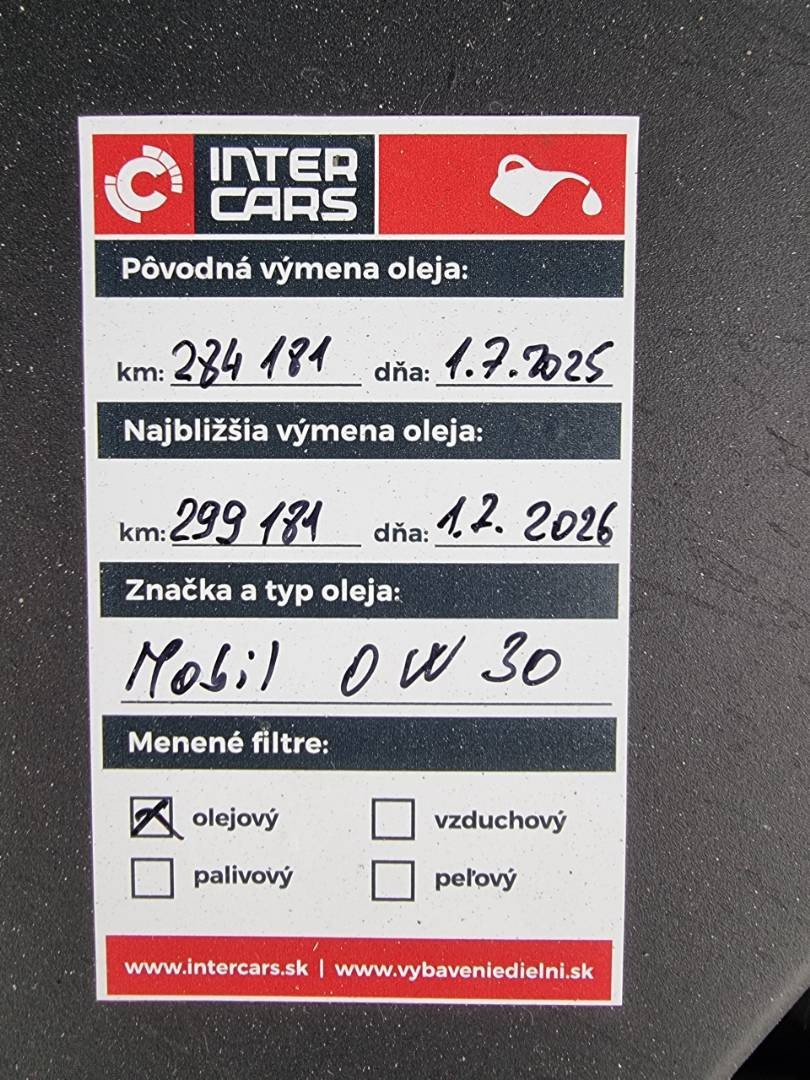 INTER
CARS
Pôvodná výmena oleja:
km: 284 181 dňa: 1.7.2025
Najbližšia výmena oleja:
km: 299 181 dňa: 1.7. 2026
Značka a typ oleja:
Mobil 0 W 30
Menené filtre:
olejový vzduchový
palivový peľový
www.intercars.sk | www.vybaveniedielni.sk